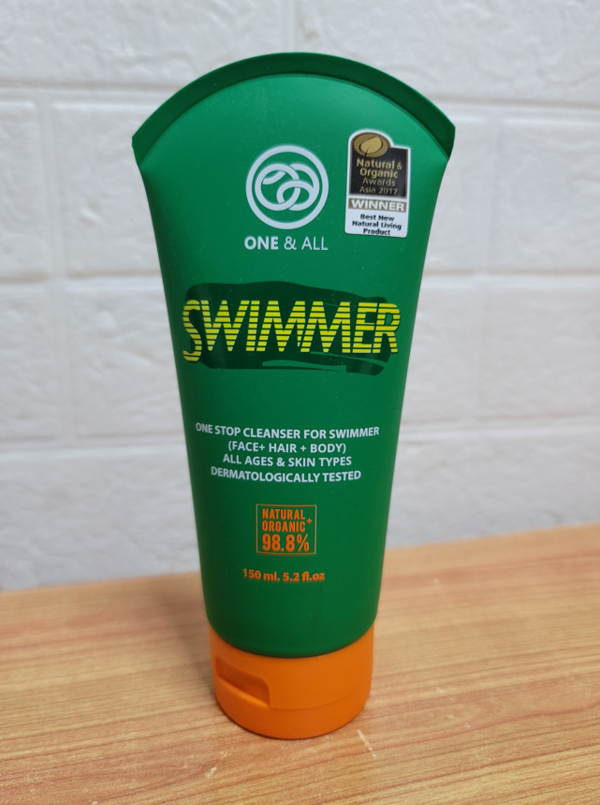 ONE & ALL
Natural &
Organic
Awards
Asia 2017
WINNER
Best New
Natural Living
Product
SWIMMER
ONE STOP CLEANSER FOR SWIMMER
(FACE+ HAIR + BODY)
ALL AGES & SKIN TYPES
DERMATOLOGICALLY TESTED
NATURAL
ORGANIC+
98.8%
150 ml. 5.2 fl.oz